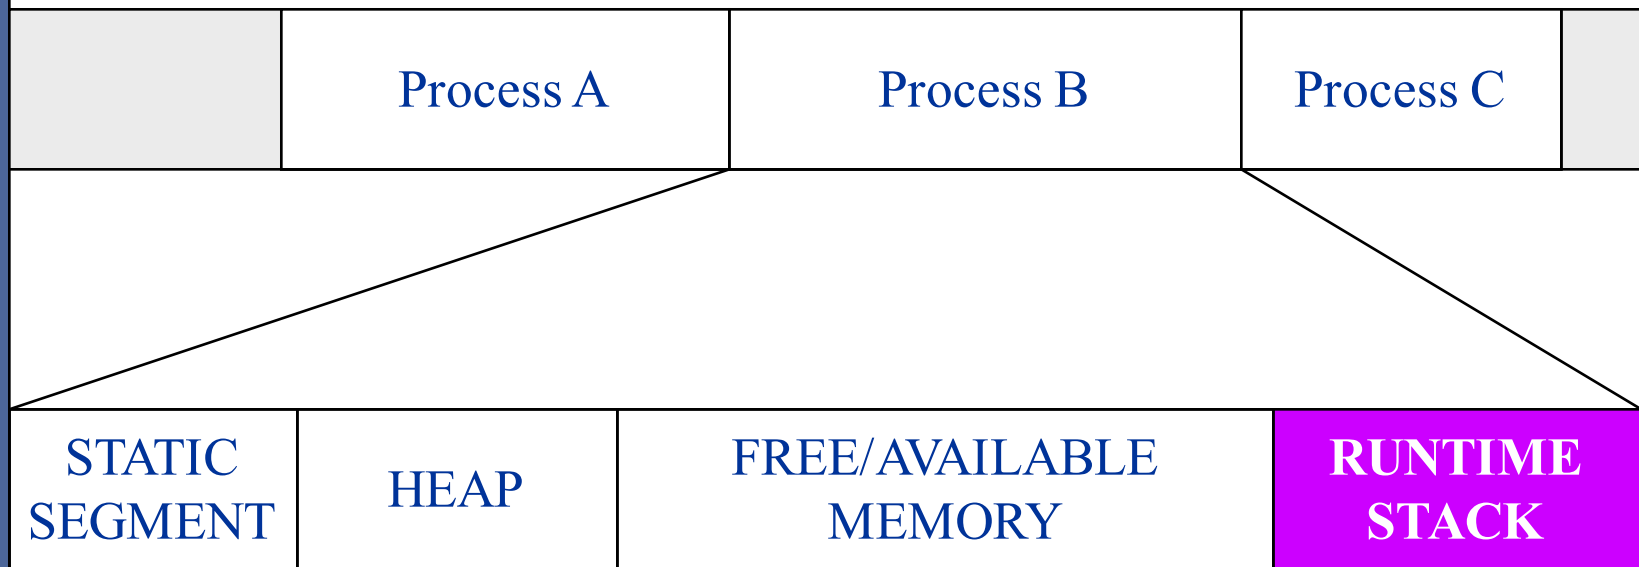 Process A
Process B
Process C
STATIC
SEGMENT
HEAP
FREE/AVAILABLE
MEMORY
RUNTIME
STACK